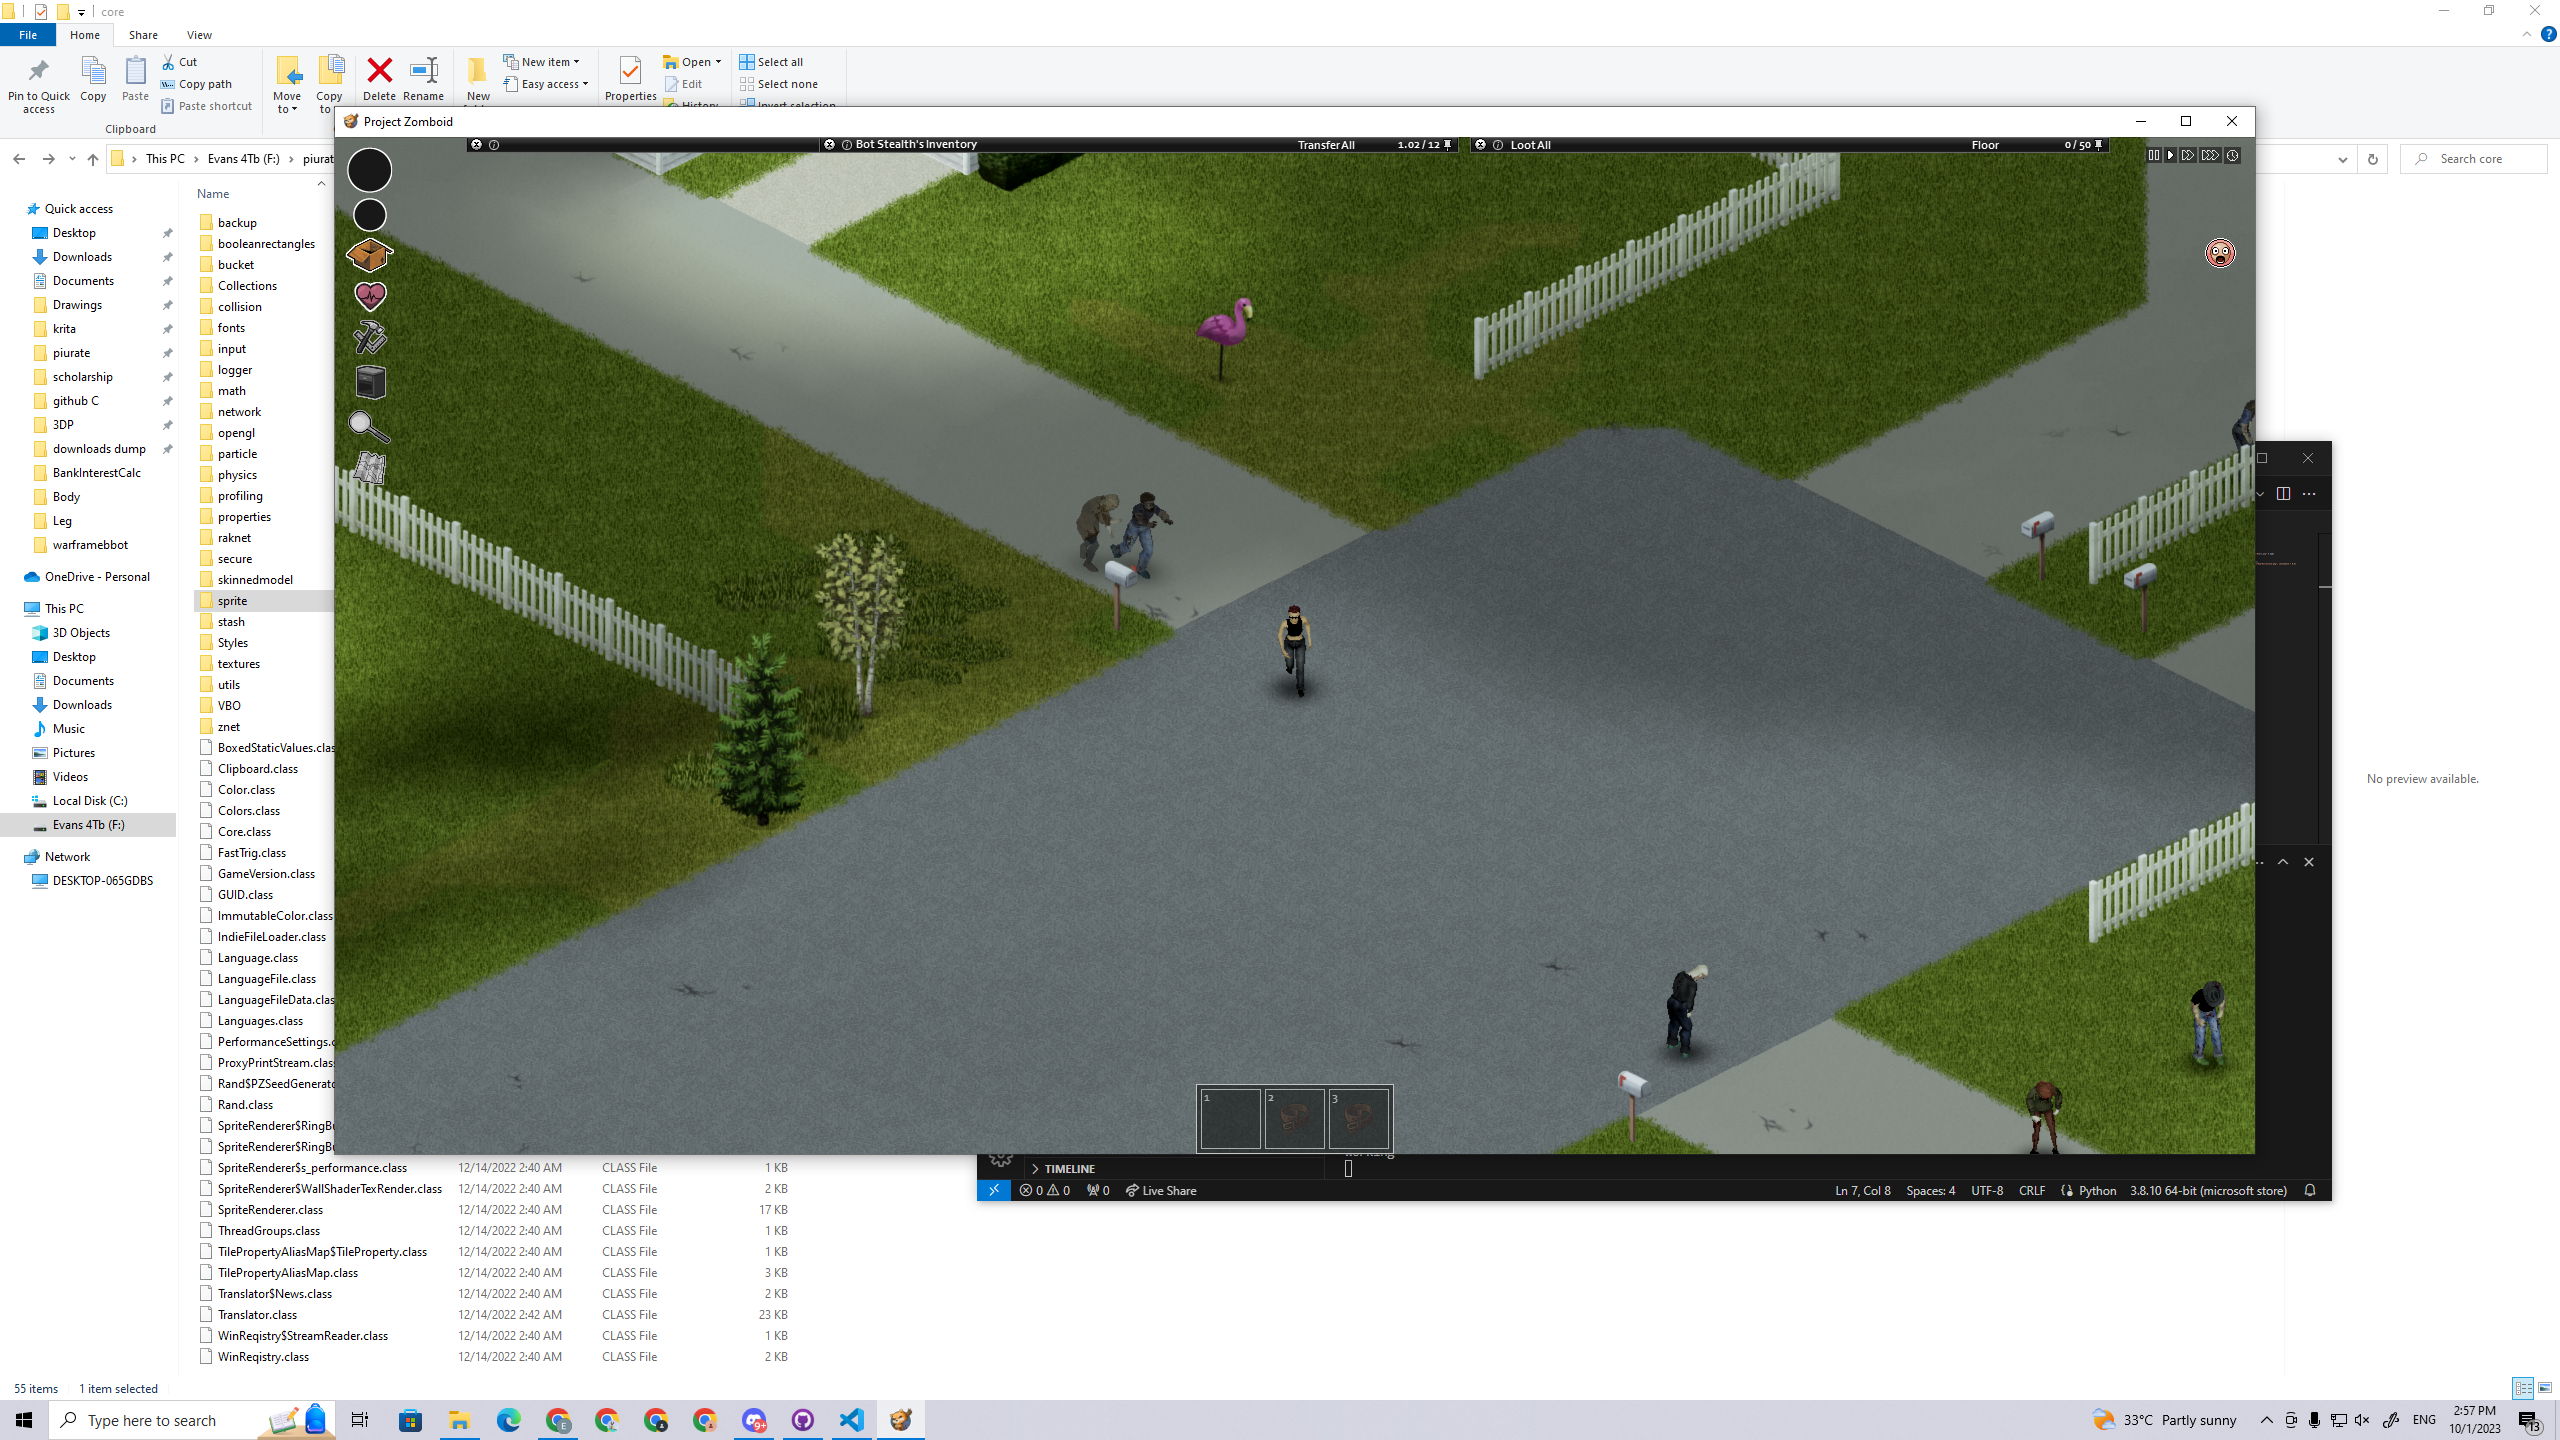 core
File
Home
Share
View
Pin to Quick access
Copy
Paste
Cut
Copy path
Paste shortcut
Clipboard
Move to
Copy to
Delete
Rename
New
New item
Easy access
Properties
Open
Edit
History
Select all
Select none
Invert selection
This PC
Evans 4Tb (F:)
piurat
Search core
Project Zomboid
Bot Stealth's Inventory
Transfer All
1.02 / 12
Loot All
Floor
0 / 50
Quick access
Desktop
Downloads
Documents
Drawings
krita
piurate
scholarship
github C
3DP
downloads dump
BankInterestCalc
Body
Leg
warframebbot
OneDrive - Personal
This PC
3D Objects
Desktop
Documents
Downloads
Music
Pictures
Videos
Local Disk (C:)
Evans 4Tb (F:)
Network
DESKTOP-065GDBS
Name
backup
booleanrectangles
bucket
Collections
collision
fonts
input
logger
math
network
opengl
particle
physics
profiling
properties
raknet
secure
skinnedmodel
sprite
stash
Styles
textures
utils
VBO
znet
BoxedStaticValues.clas
Clipboard.class
Color.class
Colors.class
Core.class
FastTrig.class
GameVersion.class
GUID.class
ImmutableColor.class
IndieFileLoader.class
Language.class
LanguageFile.class
LanguageFileData.clas
Languages.class
PerformanceSettings.c
ProxyPrintStream.class
Rand$PZSeedGenerato
Rand.class
SpriteRenderer$RingBu
SpriteRenderer$RingBu
SpriteRenderer$s_performance.class 12/14/2022 2:40 AM CLASS File 1 KB
SpriteRenderer$WallShaderTexRender.class 12/14/2022 2:40 AM CLASS File 2 KB
SpriteRenderer.class 12/14/2022 2:40 AM CLASS File 17 KB
ThreadGroups.class 12/14/2022 2:40 AM CLASS File 1 KB
TilePropertyAliasMap$TileProperty.class 12/14/2022 2:40 AM CLASS File 1 KB
TilePropertyAliasMap.class 12/14/2022 2:40 AM CLASS File 3 KB
Translator$News.class 12/14/2022 2:40 AM CLASS File 2 KB
Translator.class 12/14/2022 2:42 AM CLASS File 23 KB
WinReqistry$StreamReader.class 12/14/2022 2:40 AM CLASS File 1 KB
WinReqistry.class 12/14/2022 2:40 AM CLASS File 2 KB
No preview available.
1
2
3
TIMELINE
0
0
0
Live Share
Ln 7, Col 8
Spaces: 4
UTF-8
CRLF
Python
3.8.10 64-bit (microsoft store)
55 items
1 item selected
Type here to search
E
9+
33°C Partly sunny
ENG
2:57 PM
10/1/2023
13